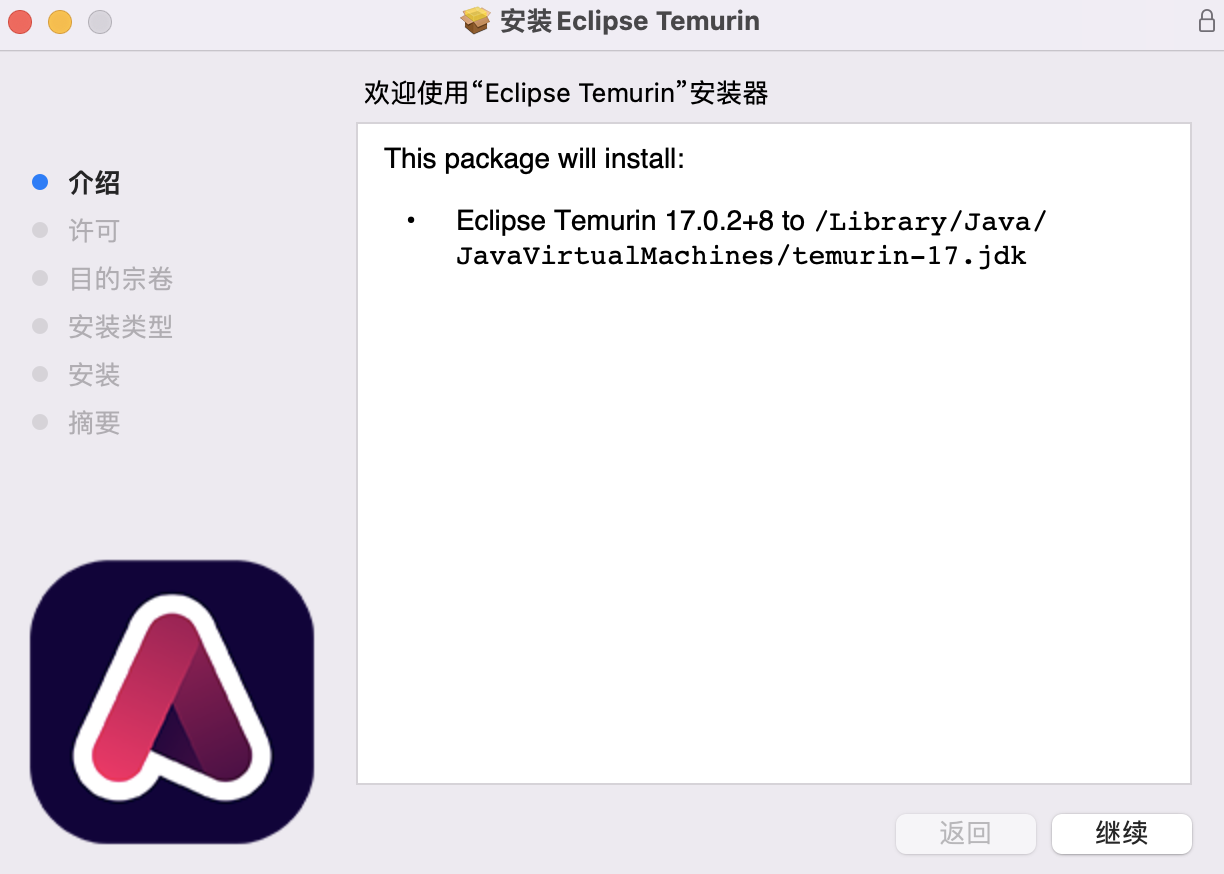 安装Eclipse Temurin
欢迎使用“Eclipse Temurin”安装器
介绍
许可
目的宗卷
安装类型
安装
摘要
This package will install:
• Eclipse Temurin 17.0.2+8 to /Library/Java/
JavaVirtualMachines/temurin-17.jdk
返回
继续